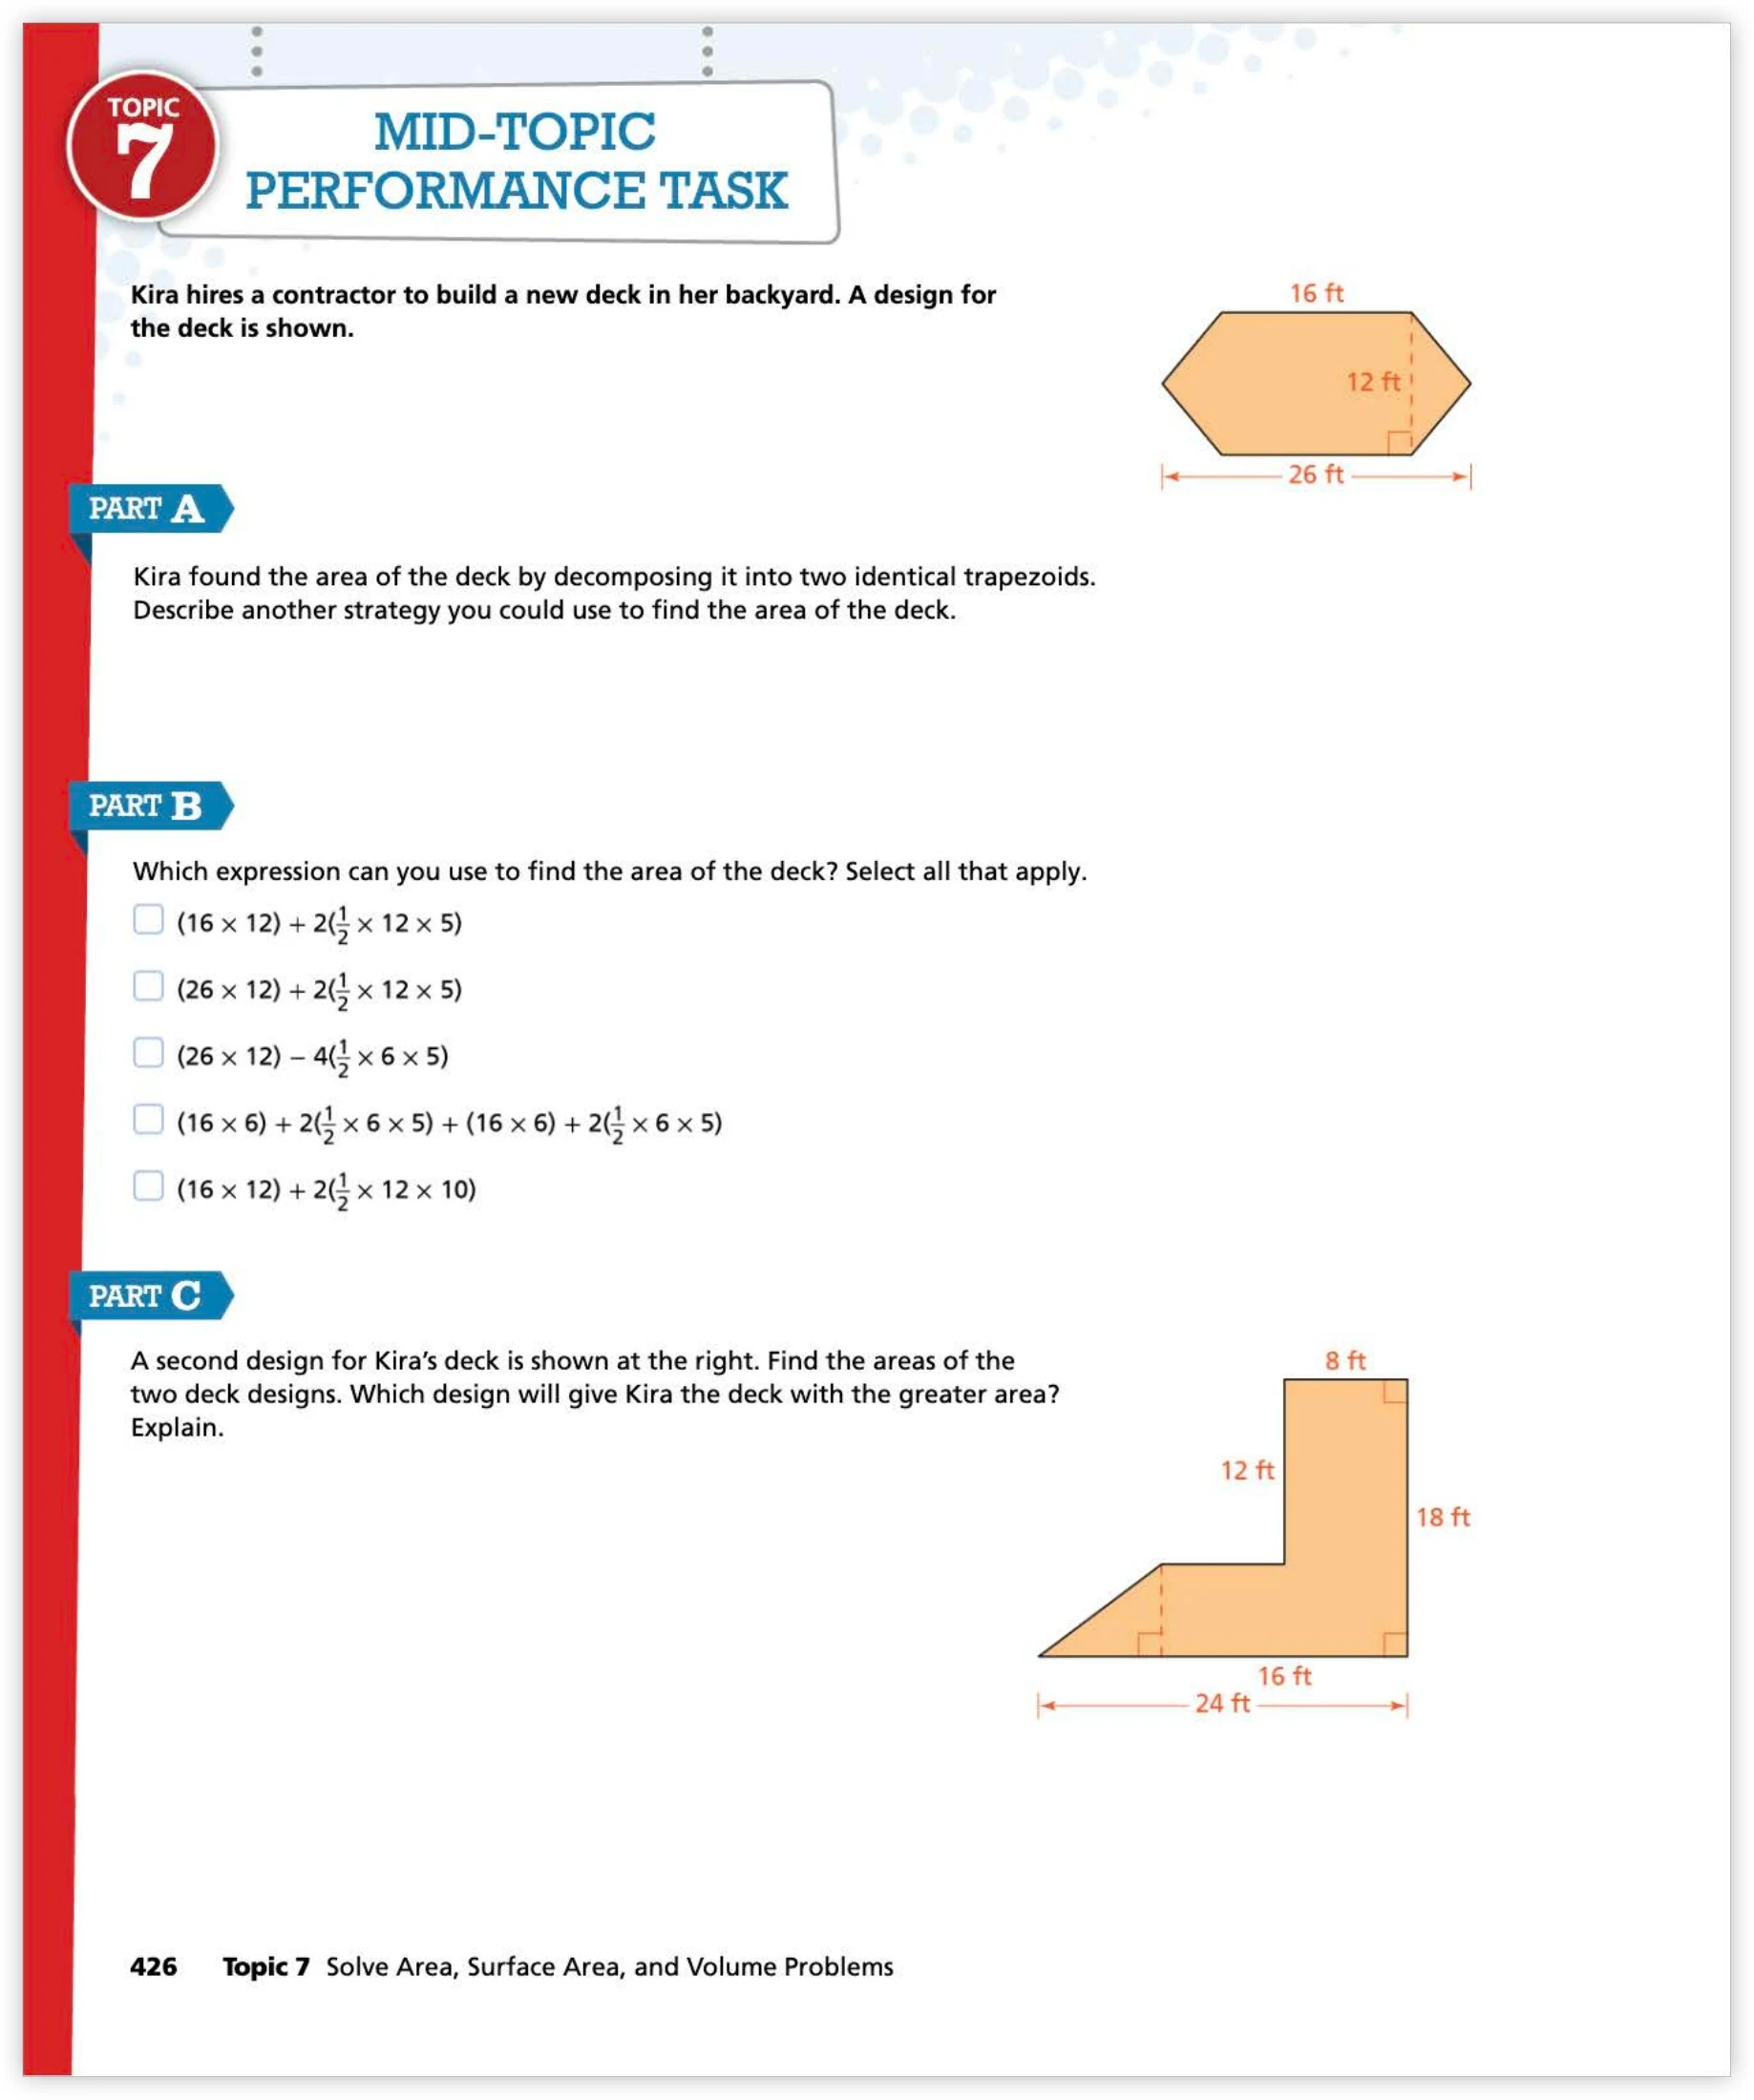 TOPIC
7
MID-TOPIC
PERFORMANCE TASK
Kira hires a contractor to build a new deck in her backyard. A design for
the deck is shown.
16 ft
12 ft
26 ft
PART A
Kira found the area of the deck by decomposing it into two identical trapezoids.
Describe another strategy you could use to find the area of the deck.
PART B
Which expression can you use to find the area of the deck? Select all that apply.
(16 × 12) + 2(1/2 × 12 × 5)
(26 × 12) + 2(1/2 × 12 × 5)
(26 × 12) – 4(1/2 × 6 × 5)
(16 × 6) + 2(1/2 × 6 × 5) + (16 × 6) + 2(1/2 × 6 × 5)
(16 × 12) + 2(1/2 × 12 × 10)
PART C
A second design for Kira’s deck is shown at the right. Find the areas of the
two deck designs. Which design will give Kira the deck with the greater area?
Explain.
8 ft
12 ft
18 ft
16 ft
24 ft
426 Topic 7 Solve Area, Surface Area, and Volume Problems